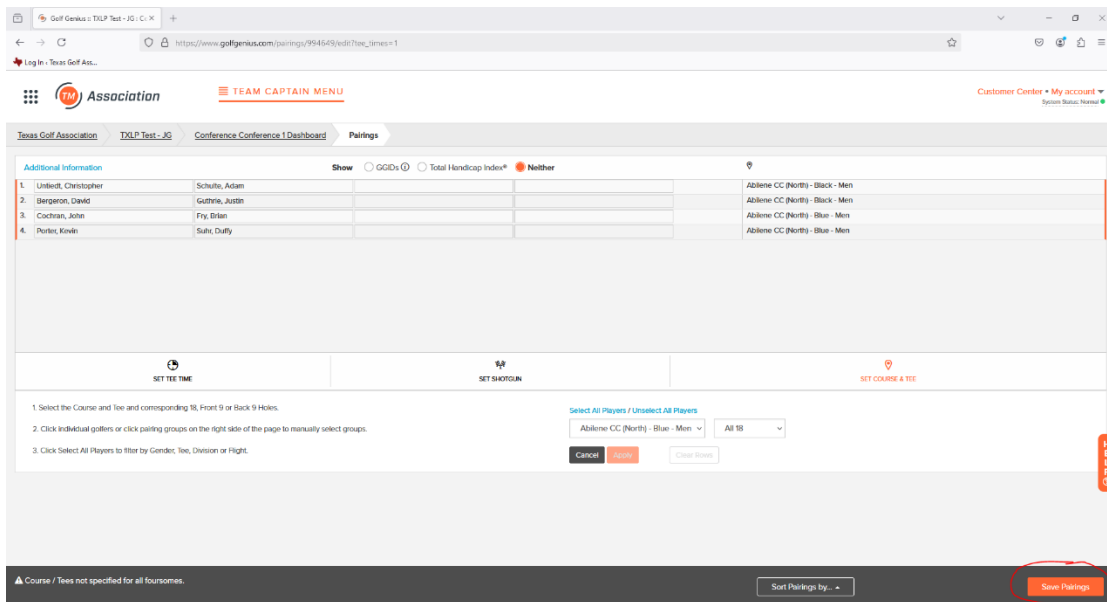 Golf Genius :: TXLP Test - JG : C
https://www.golfgenius.com/pairings/994649/edit?tee_times=1
Log In ‹ Texas Golf Ass...
TM Association
TEAM CAPTAIN MENU
Customer Center • My account
System Status: Normal
Texas Golf Association TXLP Test - JG Conference Conference 1 Dashboard Pairings
Additional Information Show GGIDs Total Handicap Index® Neither
1. Untiedt, Christopher Schulte, Adam Abilene CC (North) - Black - Men
2. Bergeron, David Guthrie, Justin Abilene CC (North) - Black - Men
3. Cochran, John Fry, Brian Abilene CC (North) - Blue - Men
4. Porter, Kevin Suhr, Duffy Abilene CC (North) - Blue - Men
SET TEE TIME SET SHOTGUN SET COURSE & TEE
1. Select the Course and Tee and corresponding 18, Front 9 or Back 9 Holes.
2. Click individual golfers or click pairing groups on the right side of the page to manually select groups.
3. Click Select All Players to filter by Gender, Tee, Division or Flight.
Select All Players / Unselect All Players
Abilene CC (North) - Blue - Men All 18
Cancel Apply Clear Rows
Course / Tees not specified for all foursomes.
Sort Pairings by...
Save Pairings